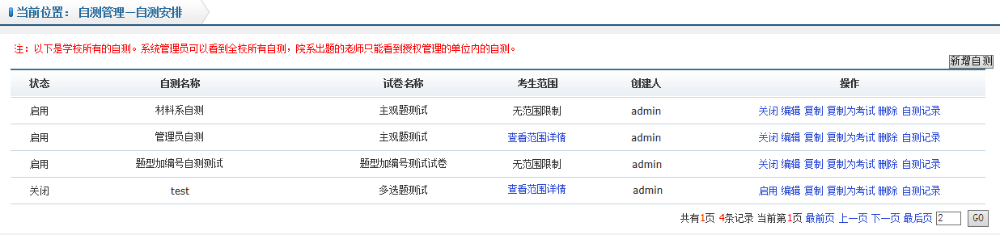 当前位置： 自测管理—自测安排
注：以下是学校所有的自测。系统管理员可以看到全校所有自测，院系出题的老师只能看到授权管理的单位内的自测。
新增自测
状态 自测名称 试卷名称 考生范围 创建人 操作
启用 材料系自测 主观题测试 无范围限制 admin 关闭 编辑 复制 复制为考试 删除 自测记录
启用 管理员自测 主观题测试 查看范围详情 admin 关闭 编辑 复制 复制为考试 删除 自测记录
启用 题型加编号自测测试 题型加编号测试试卷 无范围限制 admin 关闭 编辑 复制 复制为考试 删除 自测记录
关闭 test 多选题测试 查看范围详情 admin 启用 编辑 复制 复制为考试 删除 自测记录
共有1页 4条记录 当前第1页 最前页 上一页 下一页 最后页 2 GO